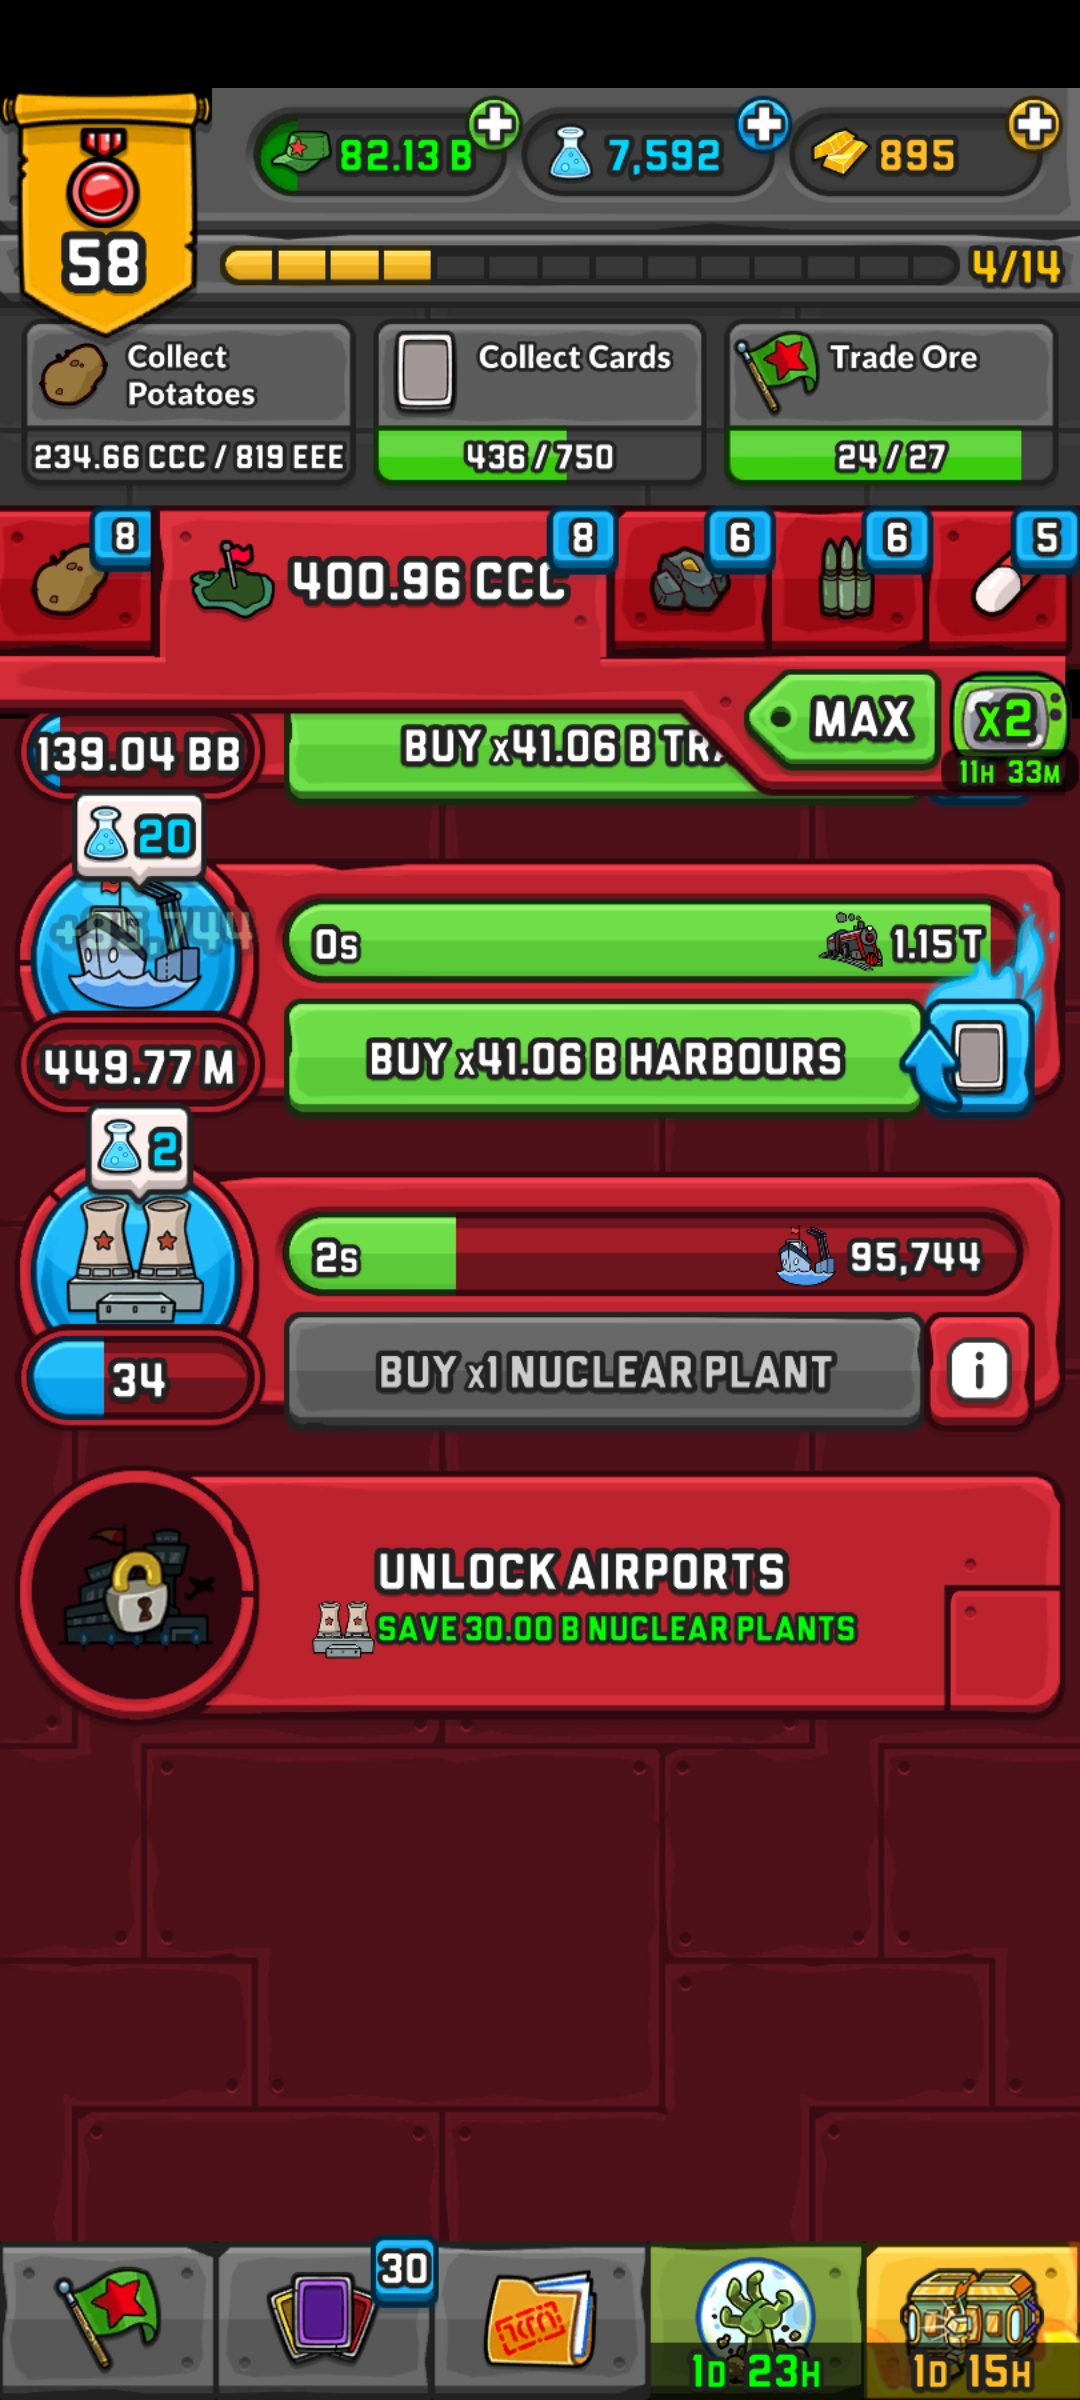 58
82.13 B
7,592
895
4/14
Collect Potatoes
234.66 CCC / 819 EEE
Collect Cards
436 / 750
Trade Ore
24 / 27
8
400.96 CCC
8
6
6
5
139.04 BB
BUY x41.06 B
MAX
x2
11H 33M
20
+95,744
0s
1.15 T
449.77 M
BUY x41.06 B HARBOURS
2
2s
95,744
34
BUY x1 NUCLEAR PLANT
i
UNLOCK AIRPORTS
SAVE 30.00 B NUCLEAR PLANTS
30
1D 23H
1D 15H